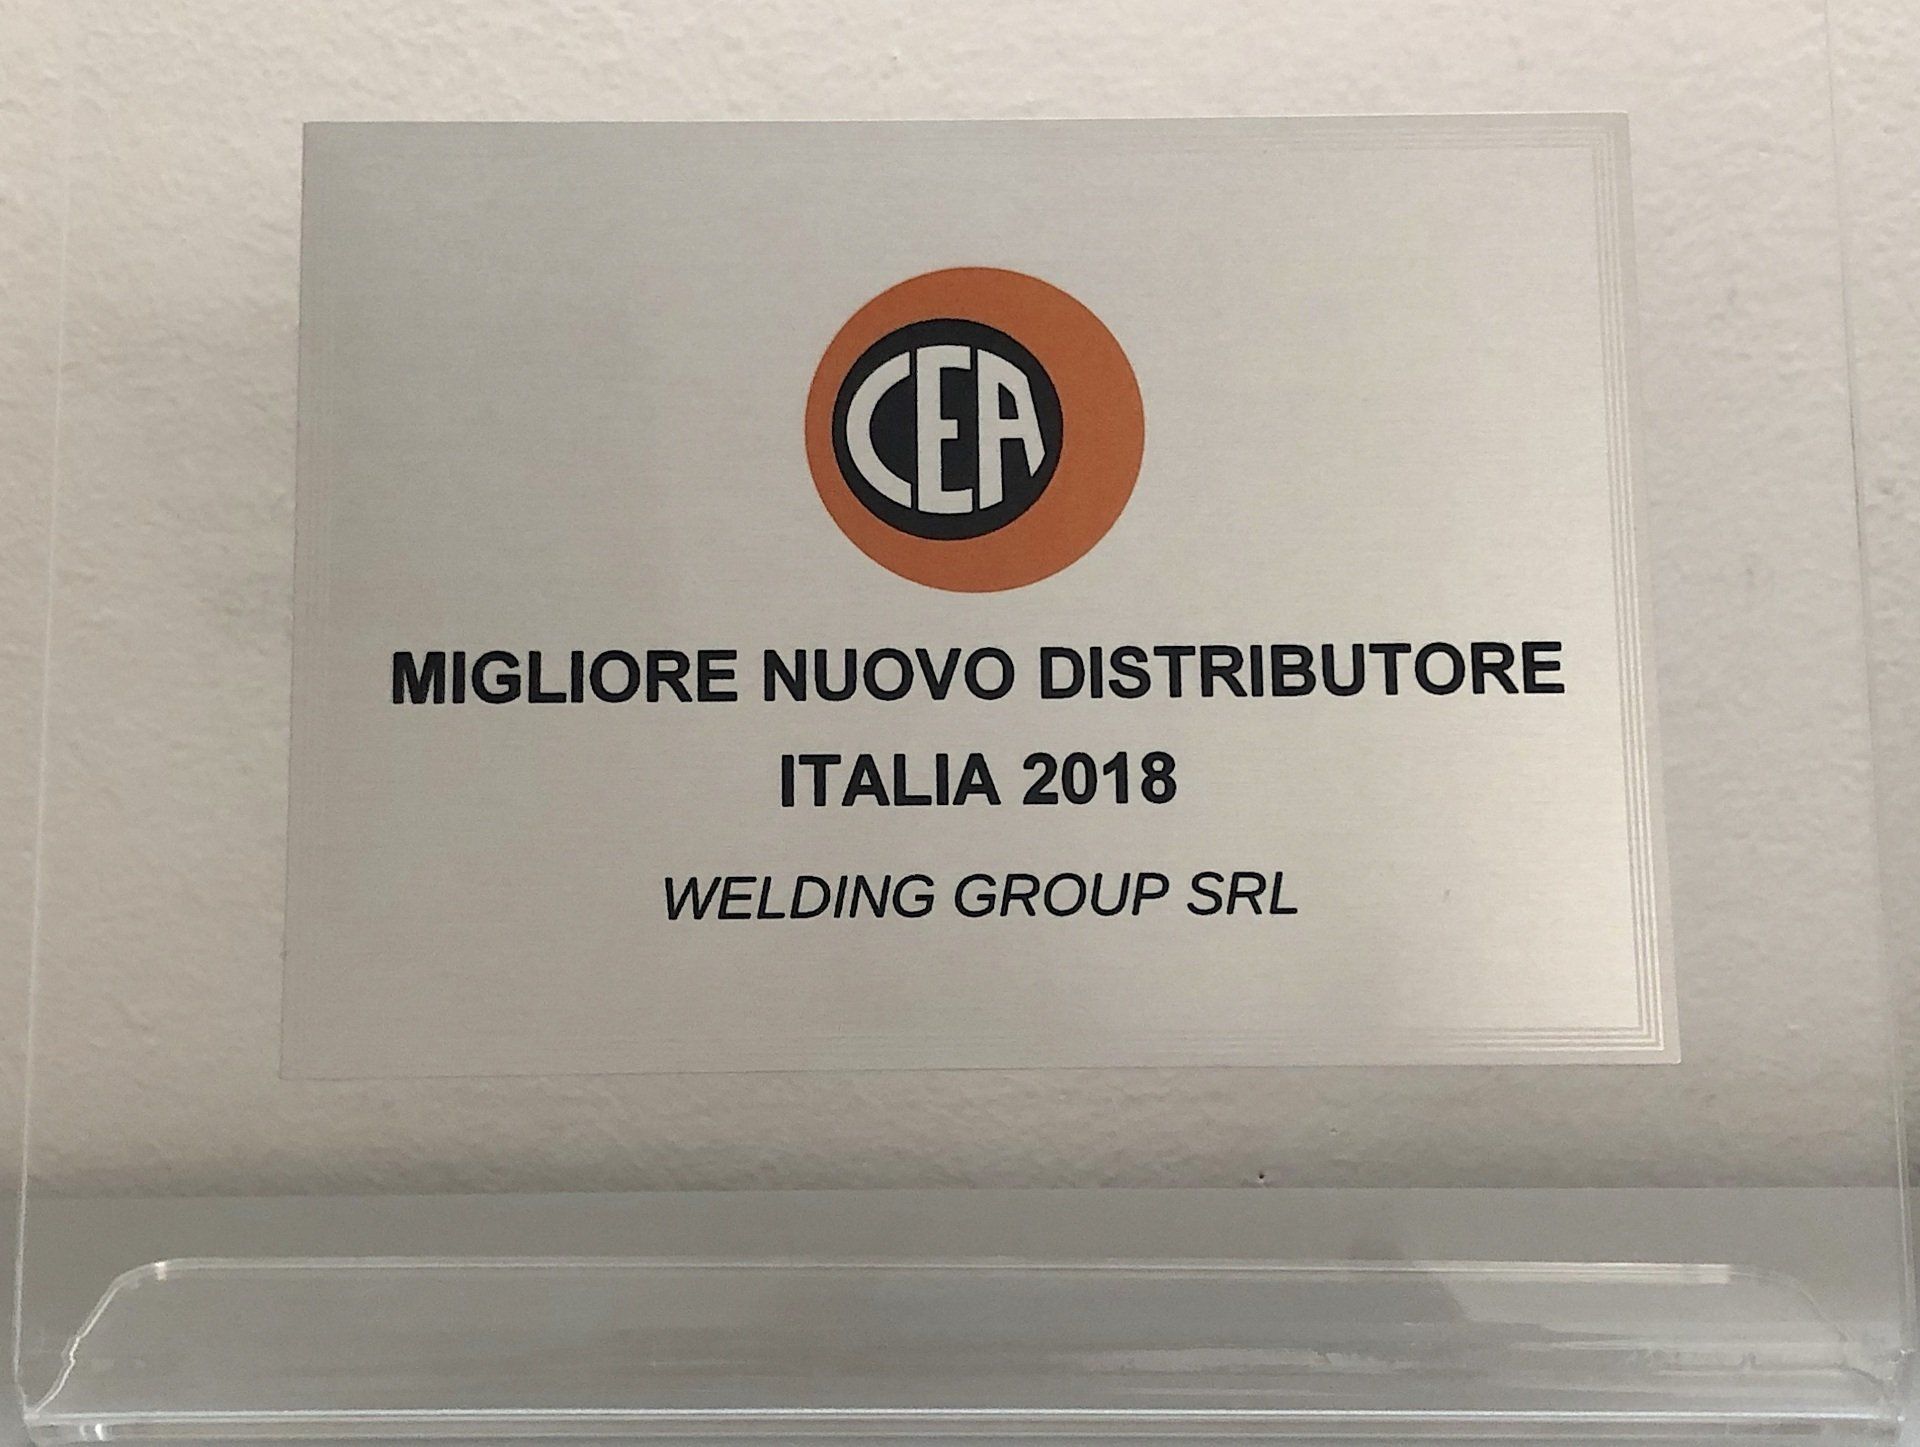 CEA
MIGLIORE NUOVO DISTRIBUTORE
ITALIA 2018
WELDING GROUP SRL